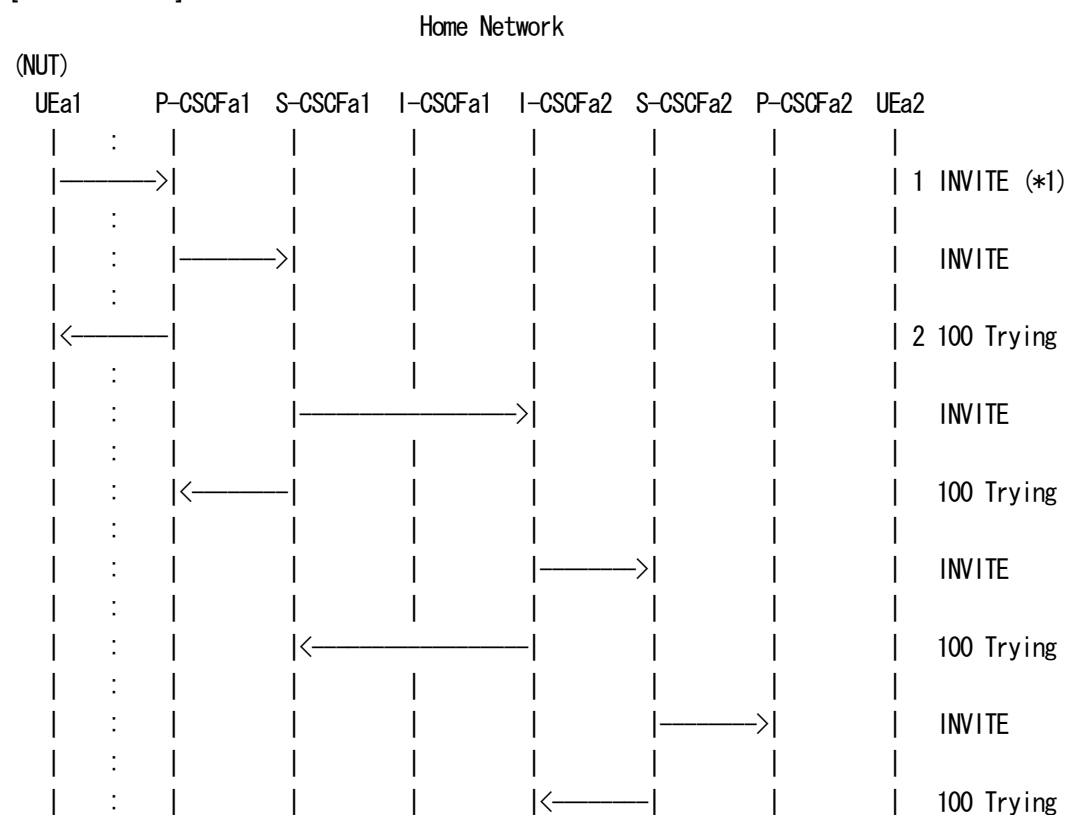 Home Network
(NUT)
UEa1 P-CSCFa1 S-CSCFa1 I-CSCFa1 I-CSCFa2 S-CSCFa2 P-CSCFa2 UEa2
1 INVITE (*1)
INVITE
2 100 Trying
INVITE
100 Trying
INVITE
100 Trying
INVITE
100 Trying